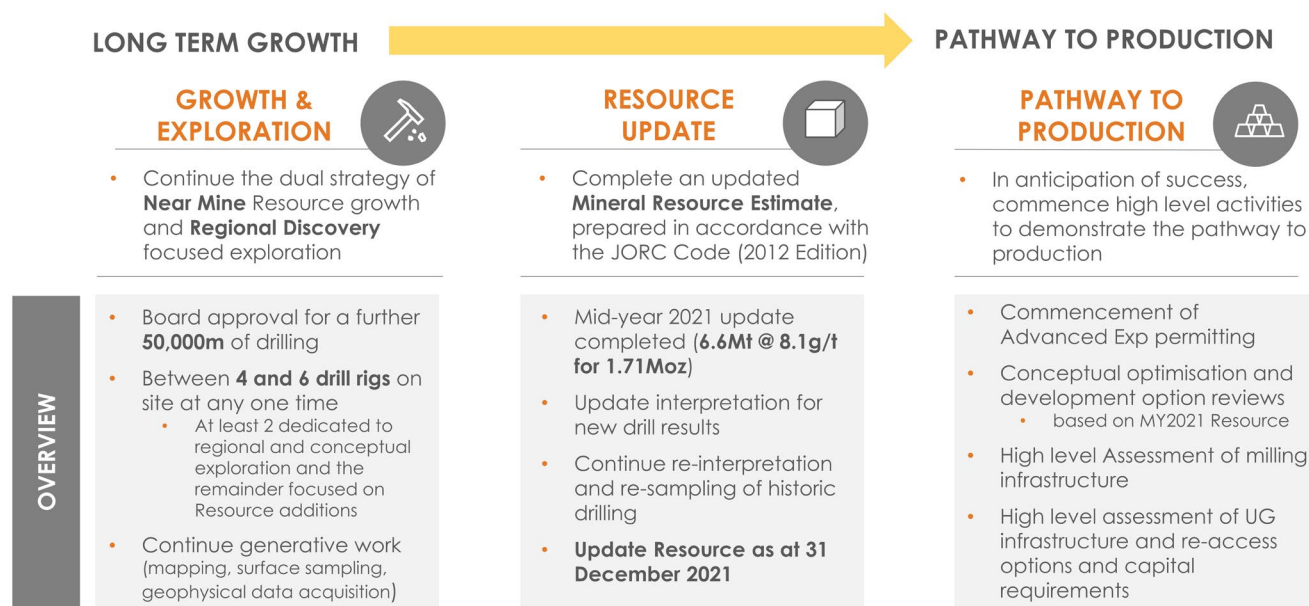 LONG TERM GROWTH
PATHWAY TO PRODUCTION
GROWTH &
EXPLORATION
• Continue the dual strategy of
Near Mine Resource growth
and Regional Discovery
focused exploration
RESOURCE
UPDATE
• Complete an updated
Mineral Resource Estimate,
prepared in accordance with
the JORC Code (2012 Edition)
PATHWAY TO
PRODUCTION
• In anticipation of success,
commence high level activities
to demonstrate the pathway to
production
OVERVIEW
• Board approval for a further
50,000m of drilling
• Between 4 and 6 drill rigs on
site at any one time
• At least 2 dedicated to
regional and conceptual
exploration and the
remainder focused on
Resource additions
• Continue generative work
(mapping, surface sampling,
geophysical data acquisition)
• Mid-year 2021 update
completed (6.6Mt @ 8.1g/t
for 1.71Moz)
• Update interpretation for
new drill results
• Continue re-interpretation
and re-sampling of historic
drilling
• Update Resource as at 31
December 2021
• Commencement of
Advanced Exp permitting
• Conceptual optimisation and
development option reviews
• based on MY2021 Resource
• High level Assessment of milling
infrastructure
• High level assessment of UG
infrastructure and re-access
options and capital
requirements